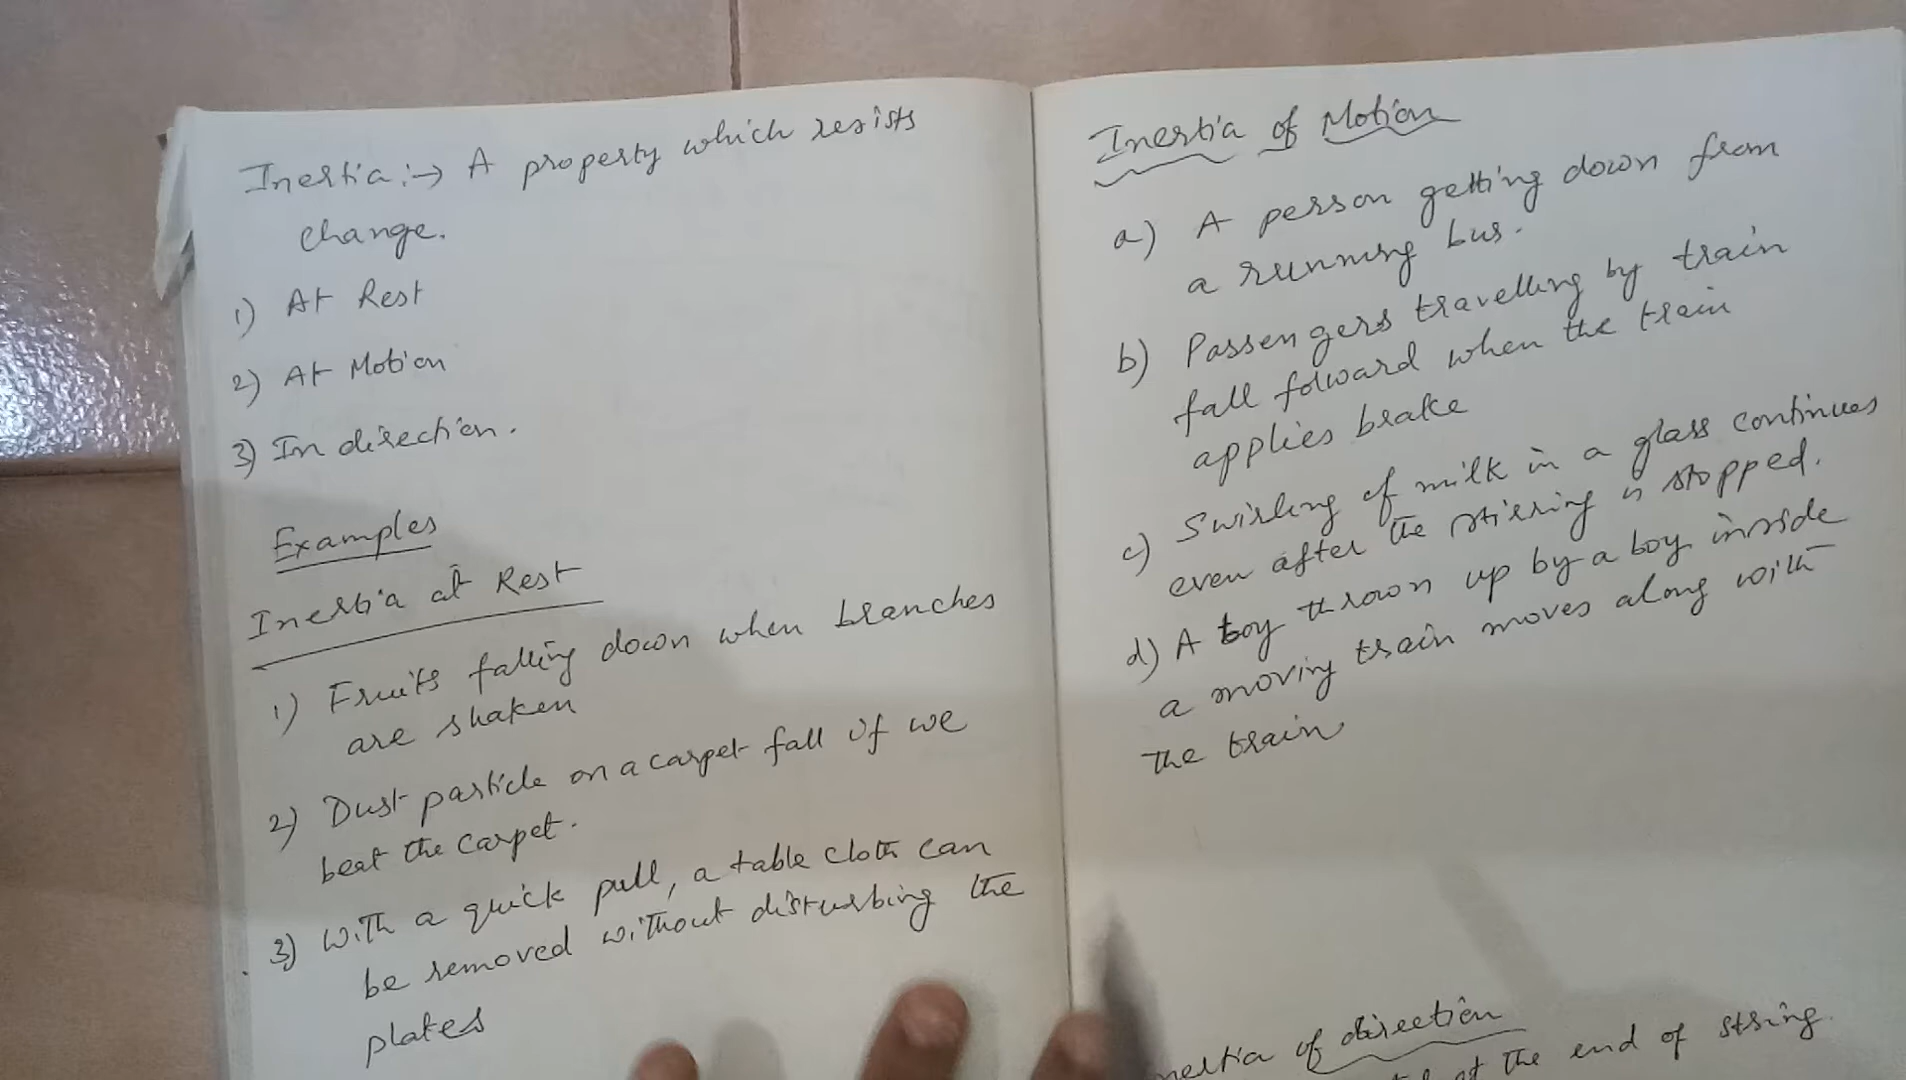 Inertia :→ A property which resists
change.
1) At Rest
2) At Motion
3) In direction.
Examples
Inertia at Rest
1) Fruits falling down when branches
are shaken
2) Dust particle on a carpet fall if we
beat the carpet.
3) With a quick pull, a table cloth can
be removed without disturbing the
plates
Inertia of Motion
a) A person getting down from
a running bus.
b) Passengers travelling by train
fall forward when the train
applies brake
c) Swirling of milk in a glass continues
even after the stirring is stopped.
d) A toy thrown up by a boy inside
a moving train moves along with
the train
nertia of direction
at the end of string.